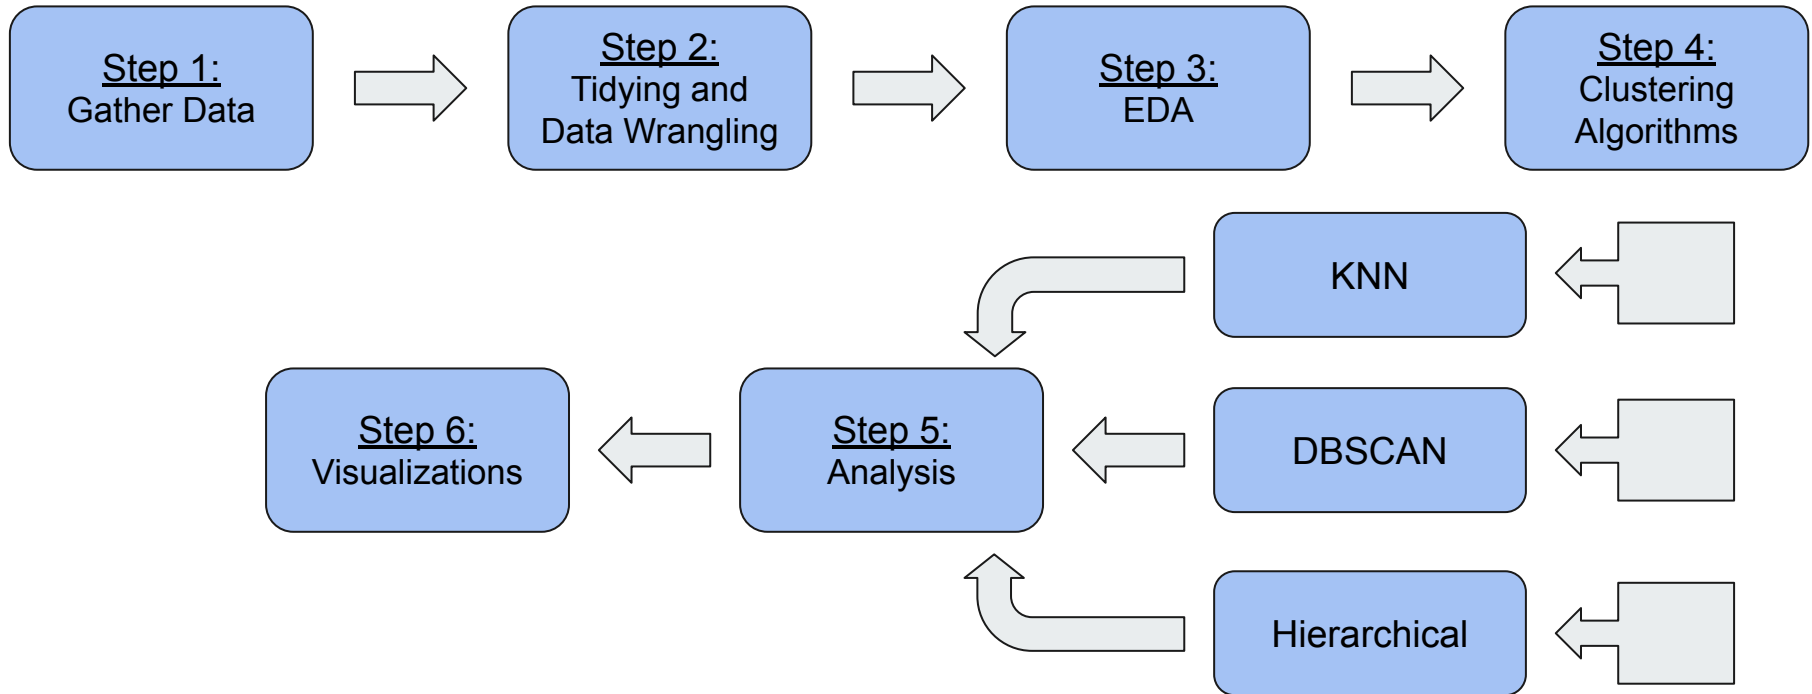 Step 1:
Gather Data
Step 2:
Tidying and
Data Wrangling
Step 3:
EDA
Step 4:
Clustering
Algorithms
KNN
DBSCAN
Hierarchical
Step 5:
Analysis
Step 6:
Visualizations